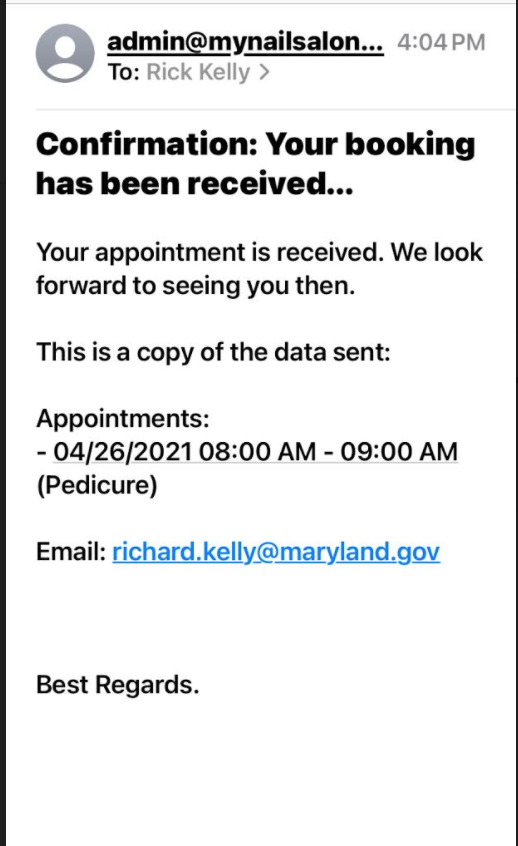 admin@mynailsalon... 4:04 PM
To: Rick Kelly >
Confirmation: Your booking
has been received...
Your appointment is received. We look
forward to seeing you then.
This is a copy of the data sent:
Appointments:
- 04/26/2021 08:00 AM - 09:00 AM
(Pedicure)
Email: richard.kelly@maryland.gov
Best Regards.